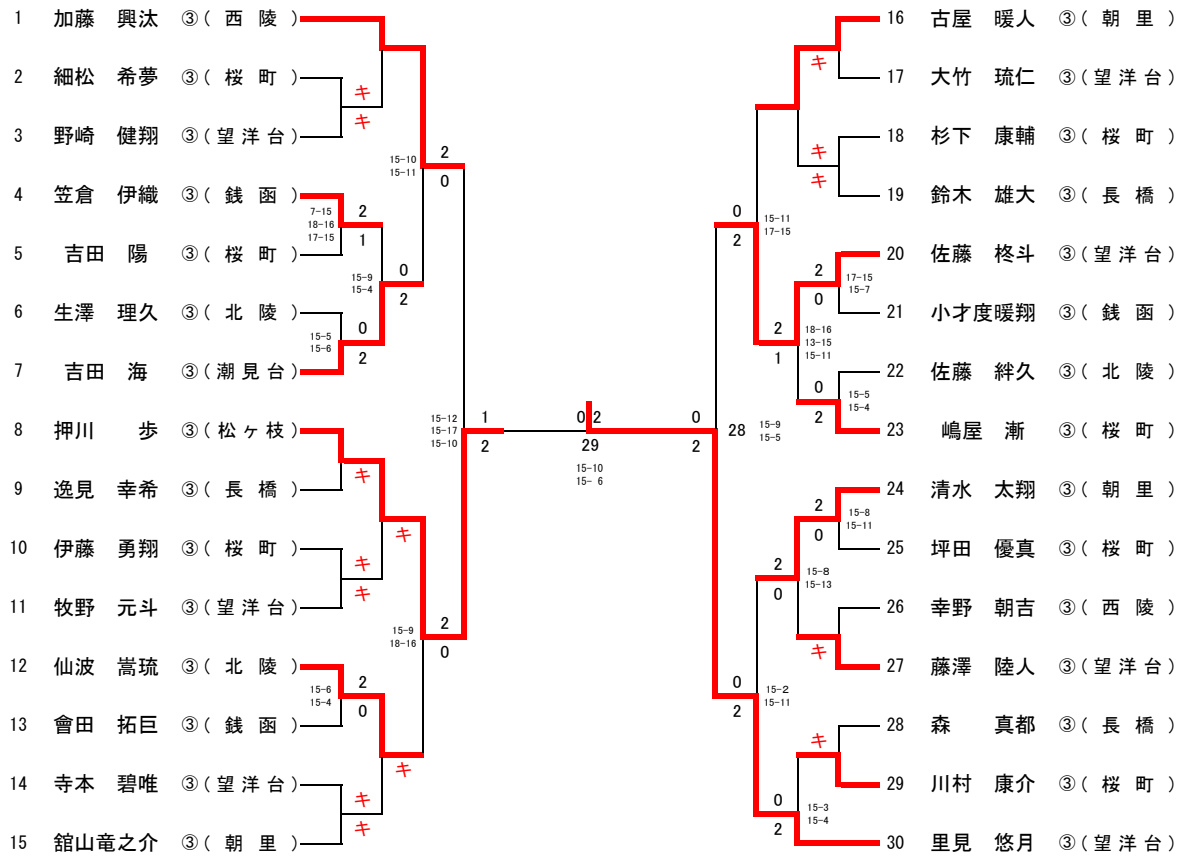 1 加藤 興汰 ③( 西 陵 )
2 細松 希夢 ③( 桜 町 )
キ
キ
3 野崎 健翔 ③( 望 洋 台 )
15-10
15-11
2
0
4 笠倉 伊織 ③( 銭 函 )
7-15
18-16
17-15
2
1
5 吉田 陽 ③( 桜 町 )
15-9
15-4
0
2
6 生澤 理久 ③( 北 陵 )
15-5
15-6
0
2
7 吉田 海 ③( 潮 見 台 )
15-12
15-17
15-10
1
2
8 押川 歩 ③( 松 ヶ 枝 )
キ
9 逸見 幸希 ③( 長 橋 )
キ
10 伊藤 勇翔 ③( 桜 町 )
キ
キ
11 牧野 元斗 ③( 望 洋 台 )
15-9
18-16
2
0
12 仙波 嵩琉 ③( 北 陵 )
15-6
15-4
2
0
13 會田 拓巨 ③( 銭 函 )
キ
14 寺本 碧唯 ③( 望 洋 台 )
キ
キ
15 舘山竜之介 ③( 朝 里 )
0 2
29
15-10
15- 6
16 古屋 暖人 ③( 朝 里 )
キ
17 大竹 琉仁 ③( 望 洋 台 )
18 杉下 康輔 ③( 桜 町 )
キ
キ
19 鈴木 雄大 ③( 長 橋 )
0
2
15-11
17-15
20 佐藤 柊斗 ③( 望 洋 台 )
2
0
17-15
15-7
21 小才度暖翔 ③( 銭 函 )
2
1
18-16
13-15
15-11
22 佐藤 絆久 ③( 北 陵 )
0
2
15-5
15-4
23 嶋屋 漸 ③( 桜 町 )
0
2
28
15-9
15-5
24 清水 太翔 ③( 朝 里 )
2
0
15-8
15-11
25 坪田 優真 ③( 桜 町 )
2
0
15-8
15-13
26 幸野 朝吉 ③( 西 陵 )
キ
27 藤澤 陸人 ③( 望 洋 台 )
0
2
15-2
15-11
28 森 真都 ③( 長 橋 )
キ
29 川村 康介 ③( 桜 町 )
0
2
15-3
15-4
30 里見 悠月 ③( 望 洋 台 )